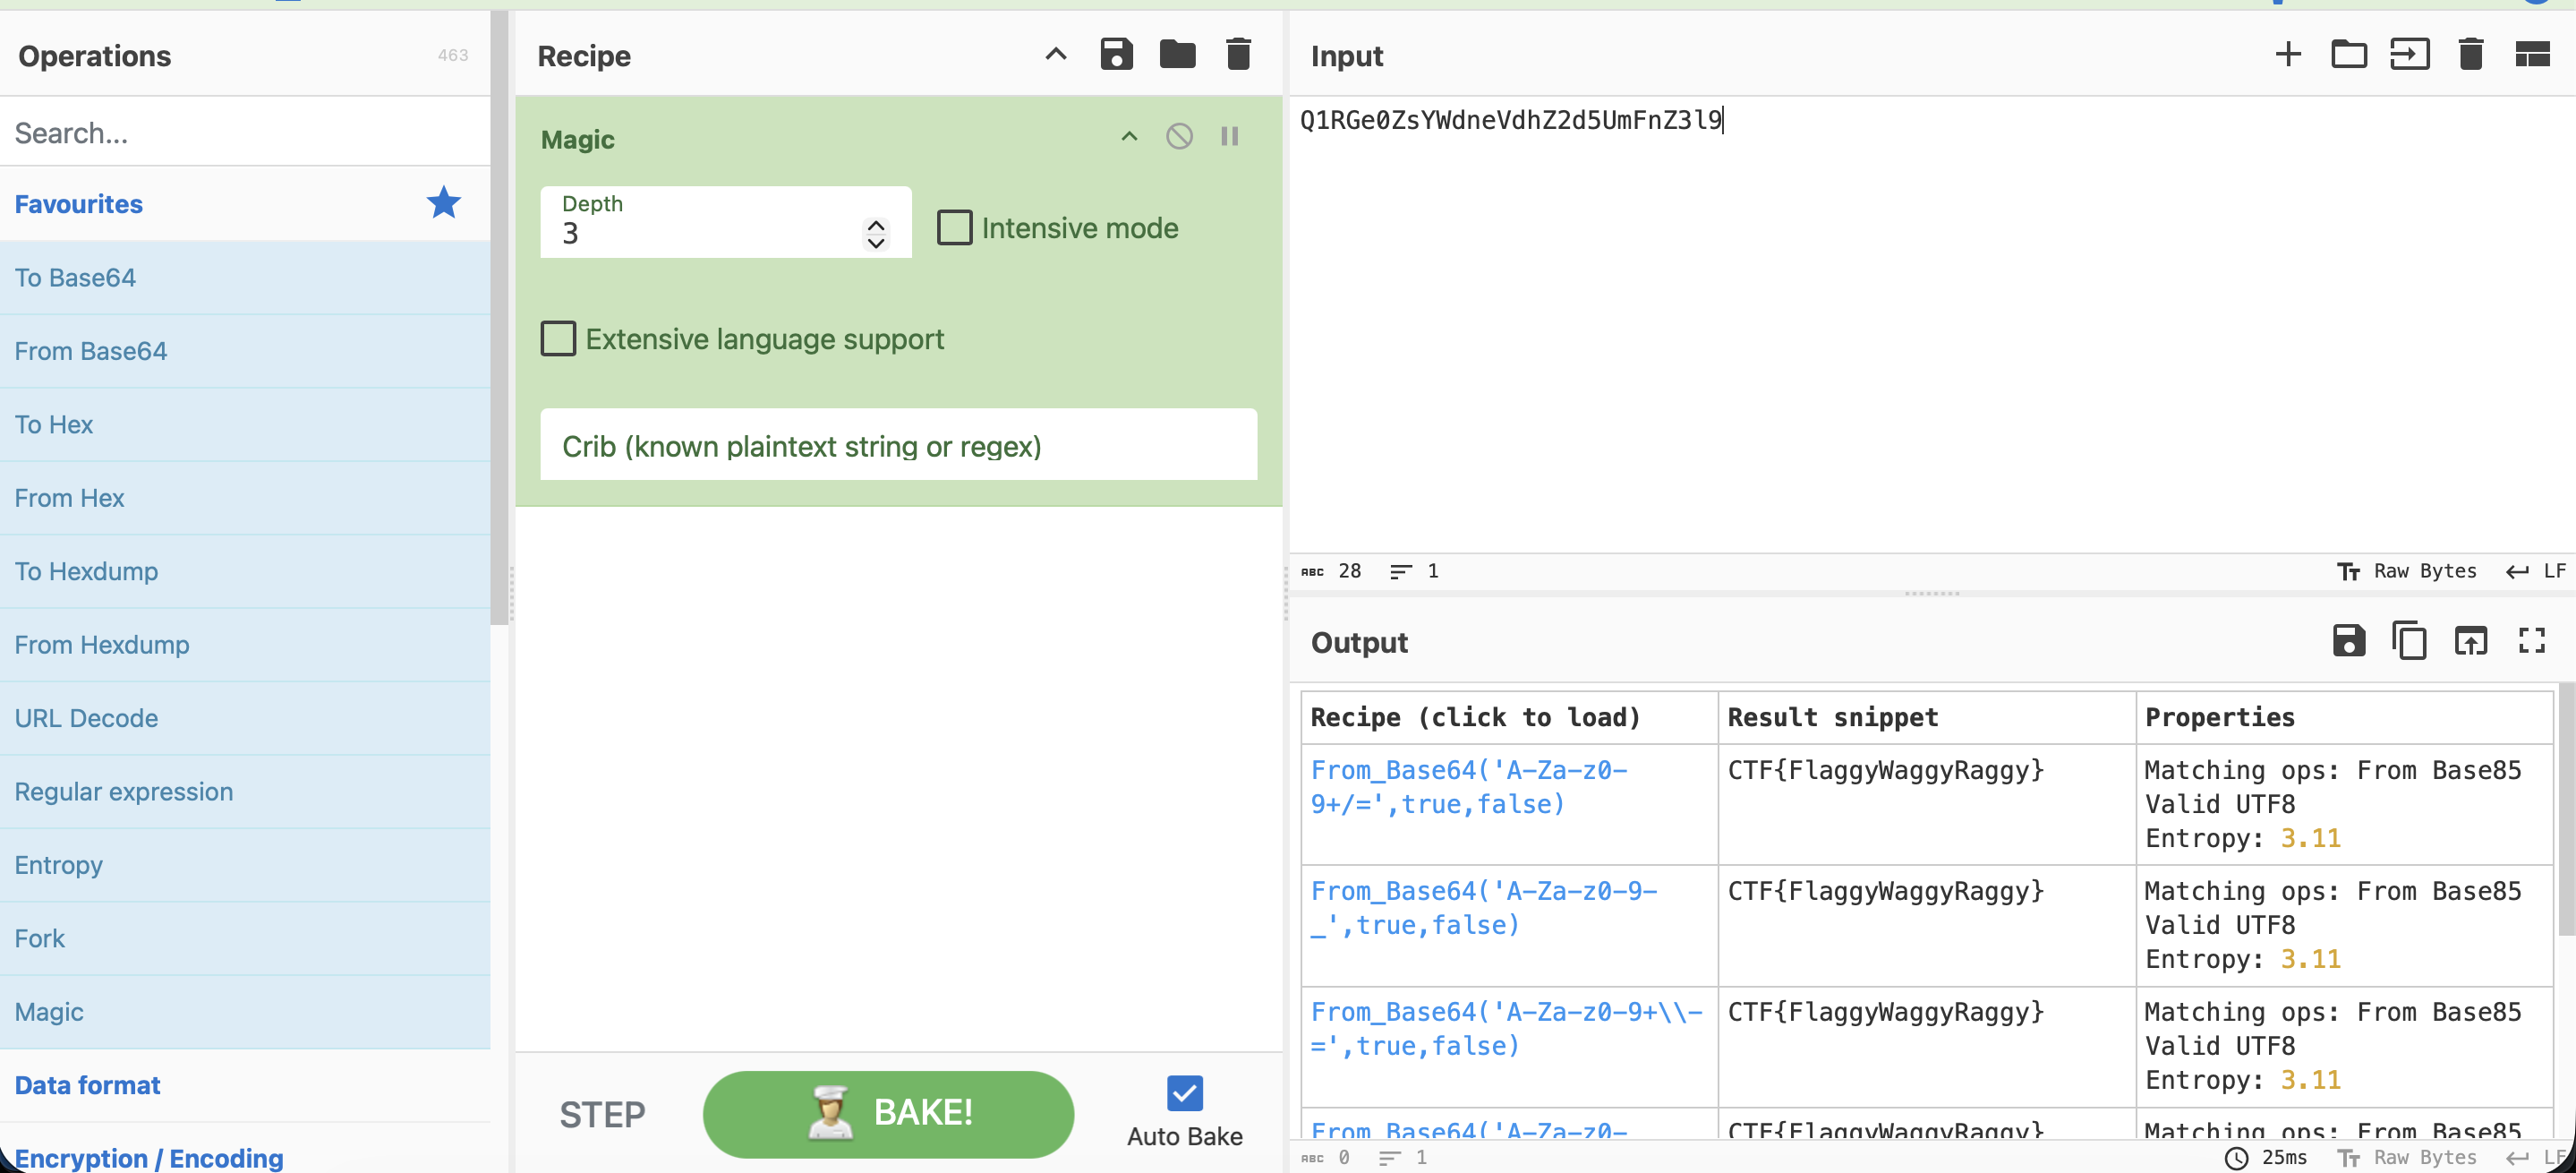 Operations
463
Search...
Favourites
To Base64
From Base64
To Hex
From Hex
To Hexdump
From Hexdump
URL Decode
Regular expression
Entropy
Fork
Magic
Data format
Encryption / Encoding
Recipe
Magic
Depth
3
Intensive mode
Extensive language support
Crib (known plaintext string or regex)
STEP
BAKE!
Auto Bake
Input
Q1RGe0ZsYWdneVdhZ2d5UmFnZ3l9
ABC 28 1
Raw Bytes LF
Output
Recipe (click to load) Result snippet Properties
From_Base64('A-Za-z0- CTF{FlaggyWaggyRaggy} Matching ops: From Base85
9+/=',true,false) Valid UTF8
Entropy: 3.11
From_Base64('A-Za-z0-9- CTF{FlaggyWaggyRaggy} Matching ops: From Base85
_',true,false) Valid UTF8
Entropy: 3.11
From_Base64('A-Za-z0-9+\\- CTF{FlaggyWaggyRaggy} Matching ops: From Base85
=',true,false) Valid UTF8
Entropy: 3.11
From_Base64('A-Za-z0- CTF{FlaggyWaggyRaggy} Matching ops: From Base85
ABC 0 1
25ms Raw Bytes LF